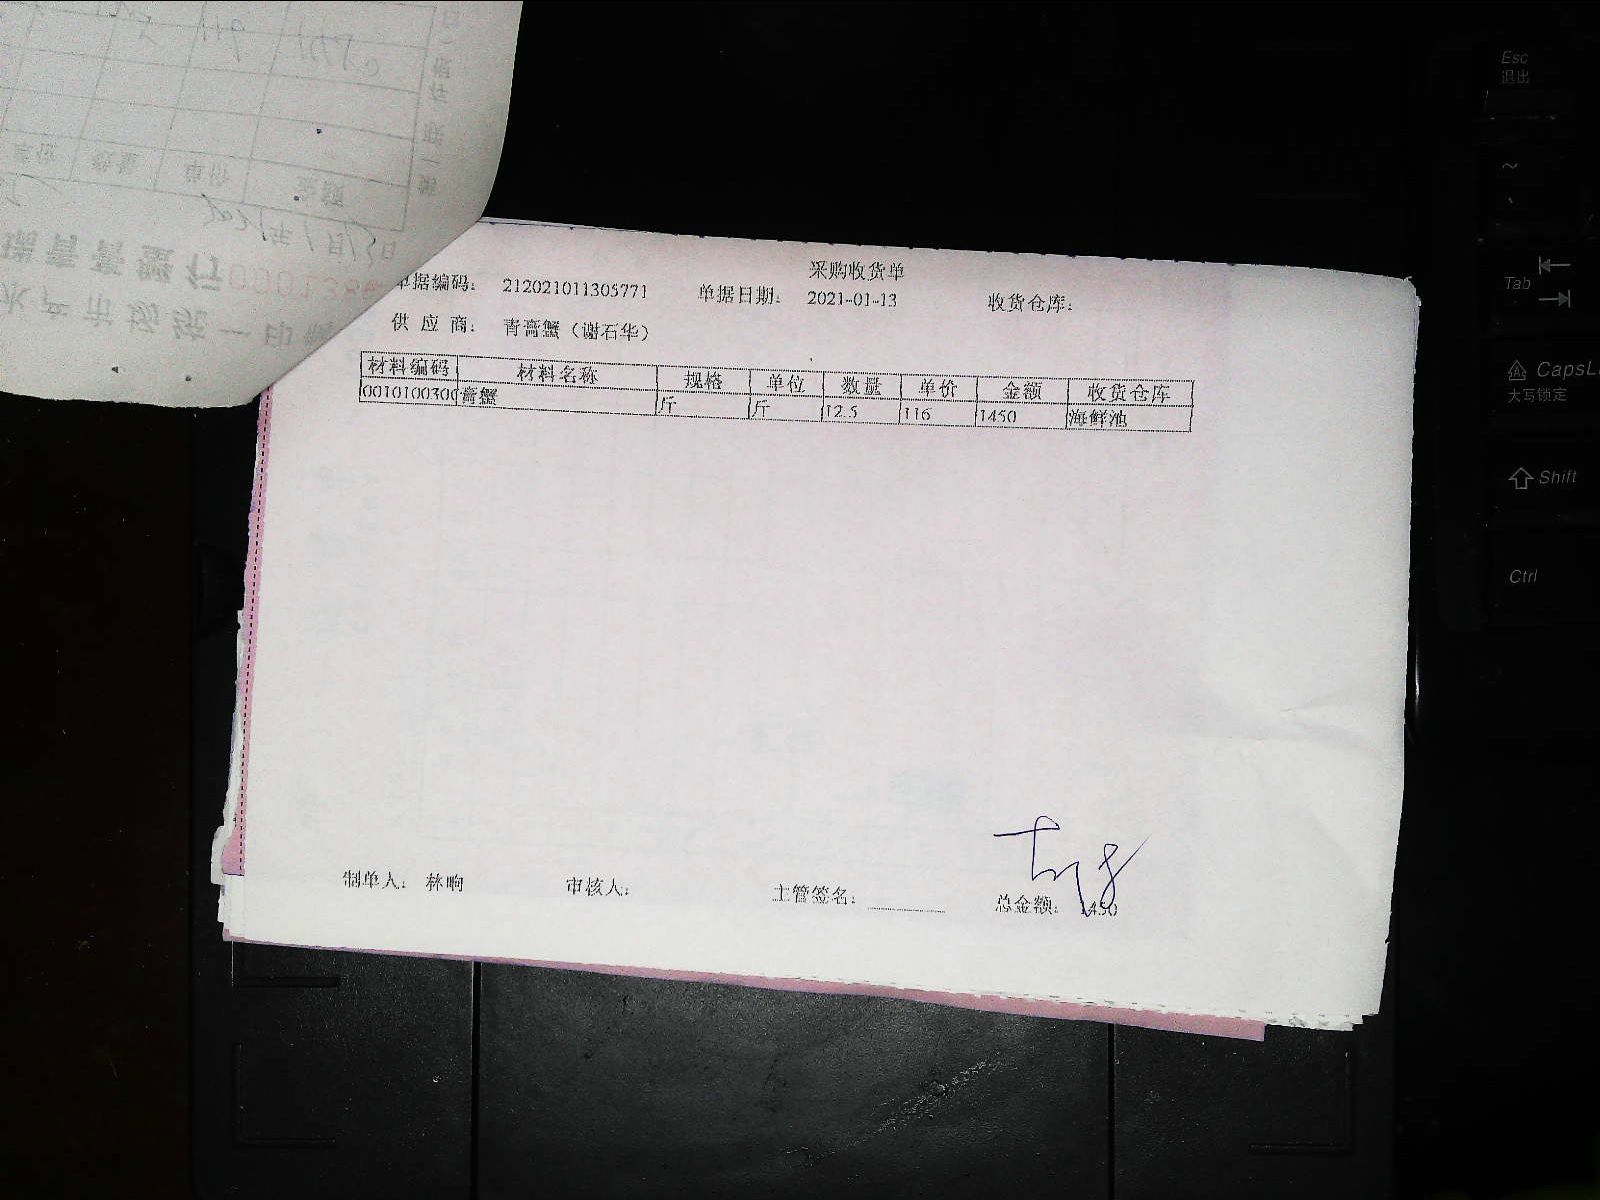 采购收货单
单据编码: 212021011305771 单据日期: 2021-01-13 收货仓库:
供 应 商: 青膏蟹（谢石华）
材料编码 材料名称 规格 单位 数量 单价 金额 收货仓库
0010100300 膏蟹 斤 斤 12.5 116 1450 海鲜池
制单人: 林晌 审核人: 主管签名: 总金额: 1450
Esc
退出
~
Tab
CapsL
大写锁定
Shift
Ctrl